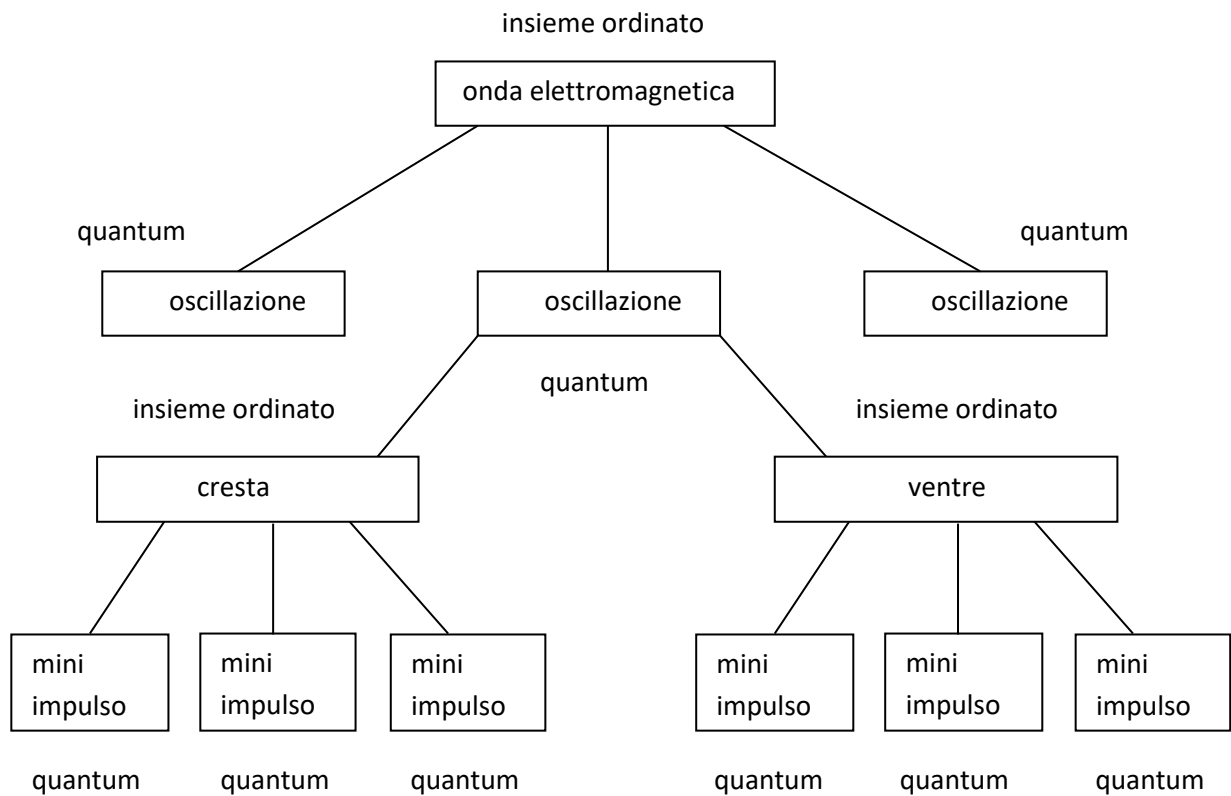 insieme ordinato
onda elettromagnetica
quantum
quantum
oscillazione
oscillazione
oscillazione
quantum
insieme ordinato
insieme ordinato
cresta
ventre
mini
impulso
mini
impulso
mini
impulso
mini
impulso
mini
impulso
mini
impulso
quantum
quantum
quantum
quantum
quantum
quantum